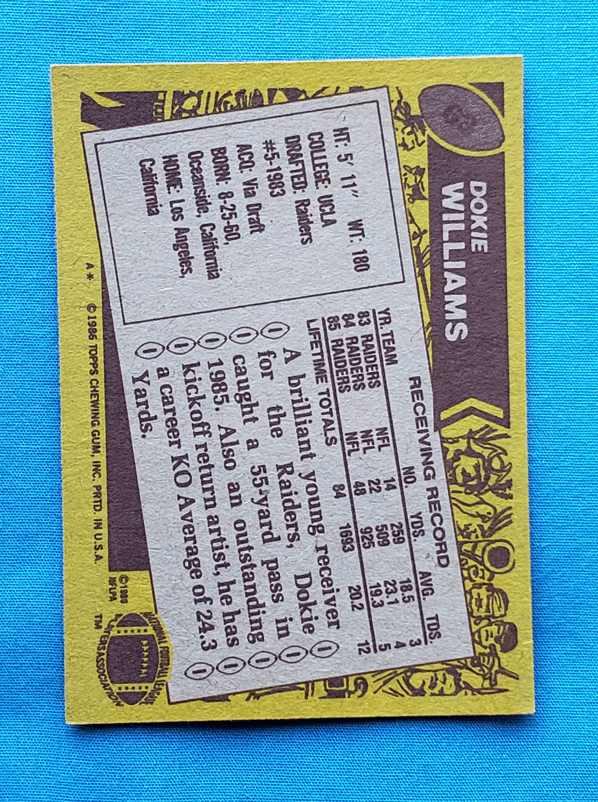 63
DOKIE
WILLIAMS
HT: 5' 11" WT: 180
COLLEGE: UCLA
DRAFTED: Raiders
#5-1983
ACQ: Via Draft
BORN: 8-25-60,
Oceanside, California
HOME: Los Angeles,
California
RECEIVING RECORD
YR. TEAM NO. YDS. AVG. TDS.
83 RAIDERS NFL 14 259 18.5 3
84 RAIDERS NFL 22 509 23.1 4
85 RAIDERS NFL 48 925 19.3 5
LIFETIME TOTALS 84 1693 20.2 12
A brilliant young receiver
for the Raiders, Dokie
caught a 55-yard pass in
1985. Also an outstanding
kickoff return artist, he has
a career KO Average of 24.3
Yards.
A* © 1986 TOPPS CHEWING GUM, INC. PRTD. IN U.S.A.
© 1986
NFLPA
TM
NATIONAL FOOTBALL LEAGUE
PLAYERS ASSOCIATION